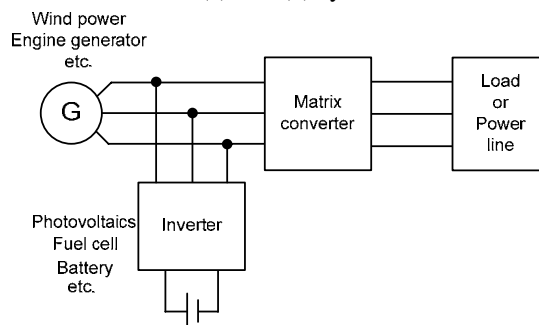 Wind power
Engine generator
etc.
G
Matrix
converter
Load
or
Power
line
Photovoltaics
Fuel cell
Battery
etc.
Inverter